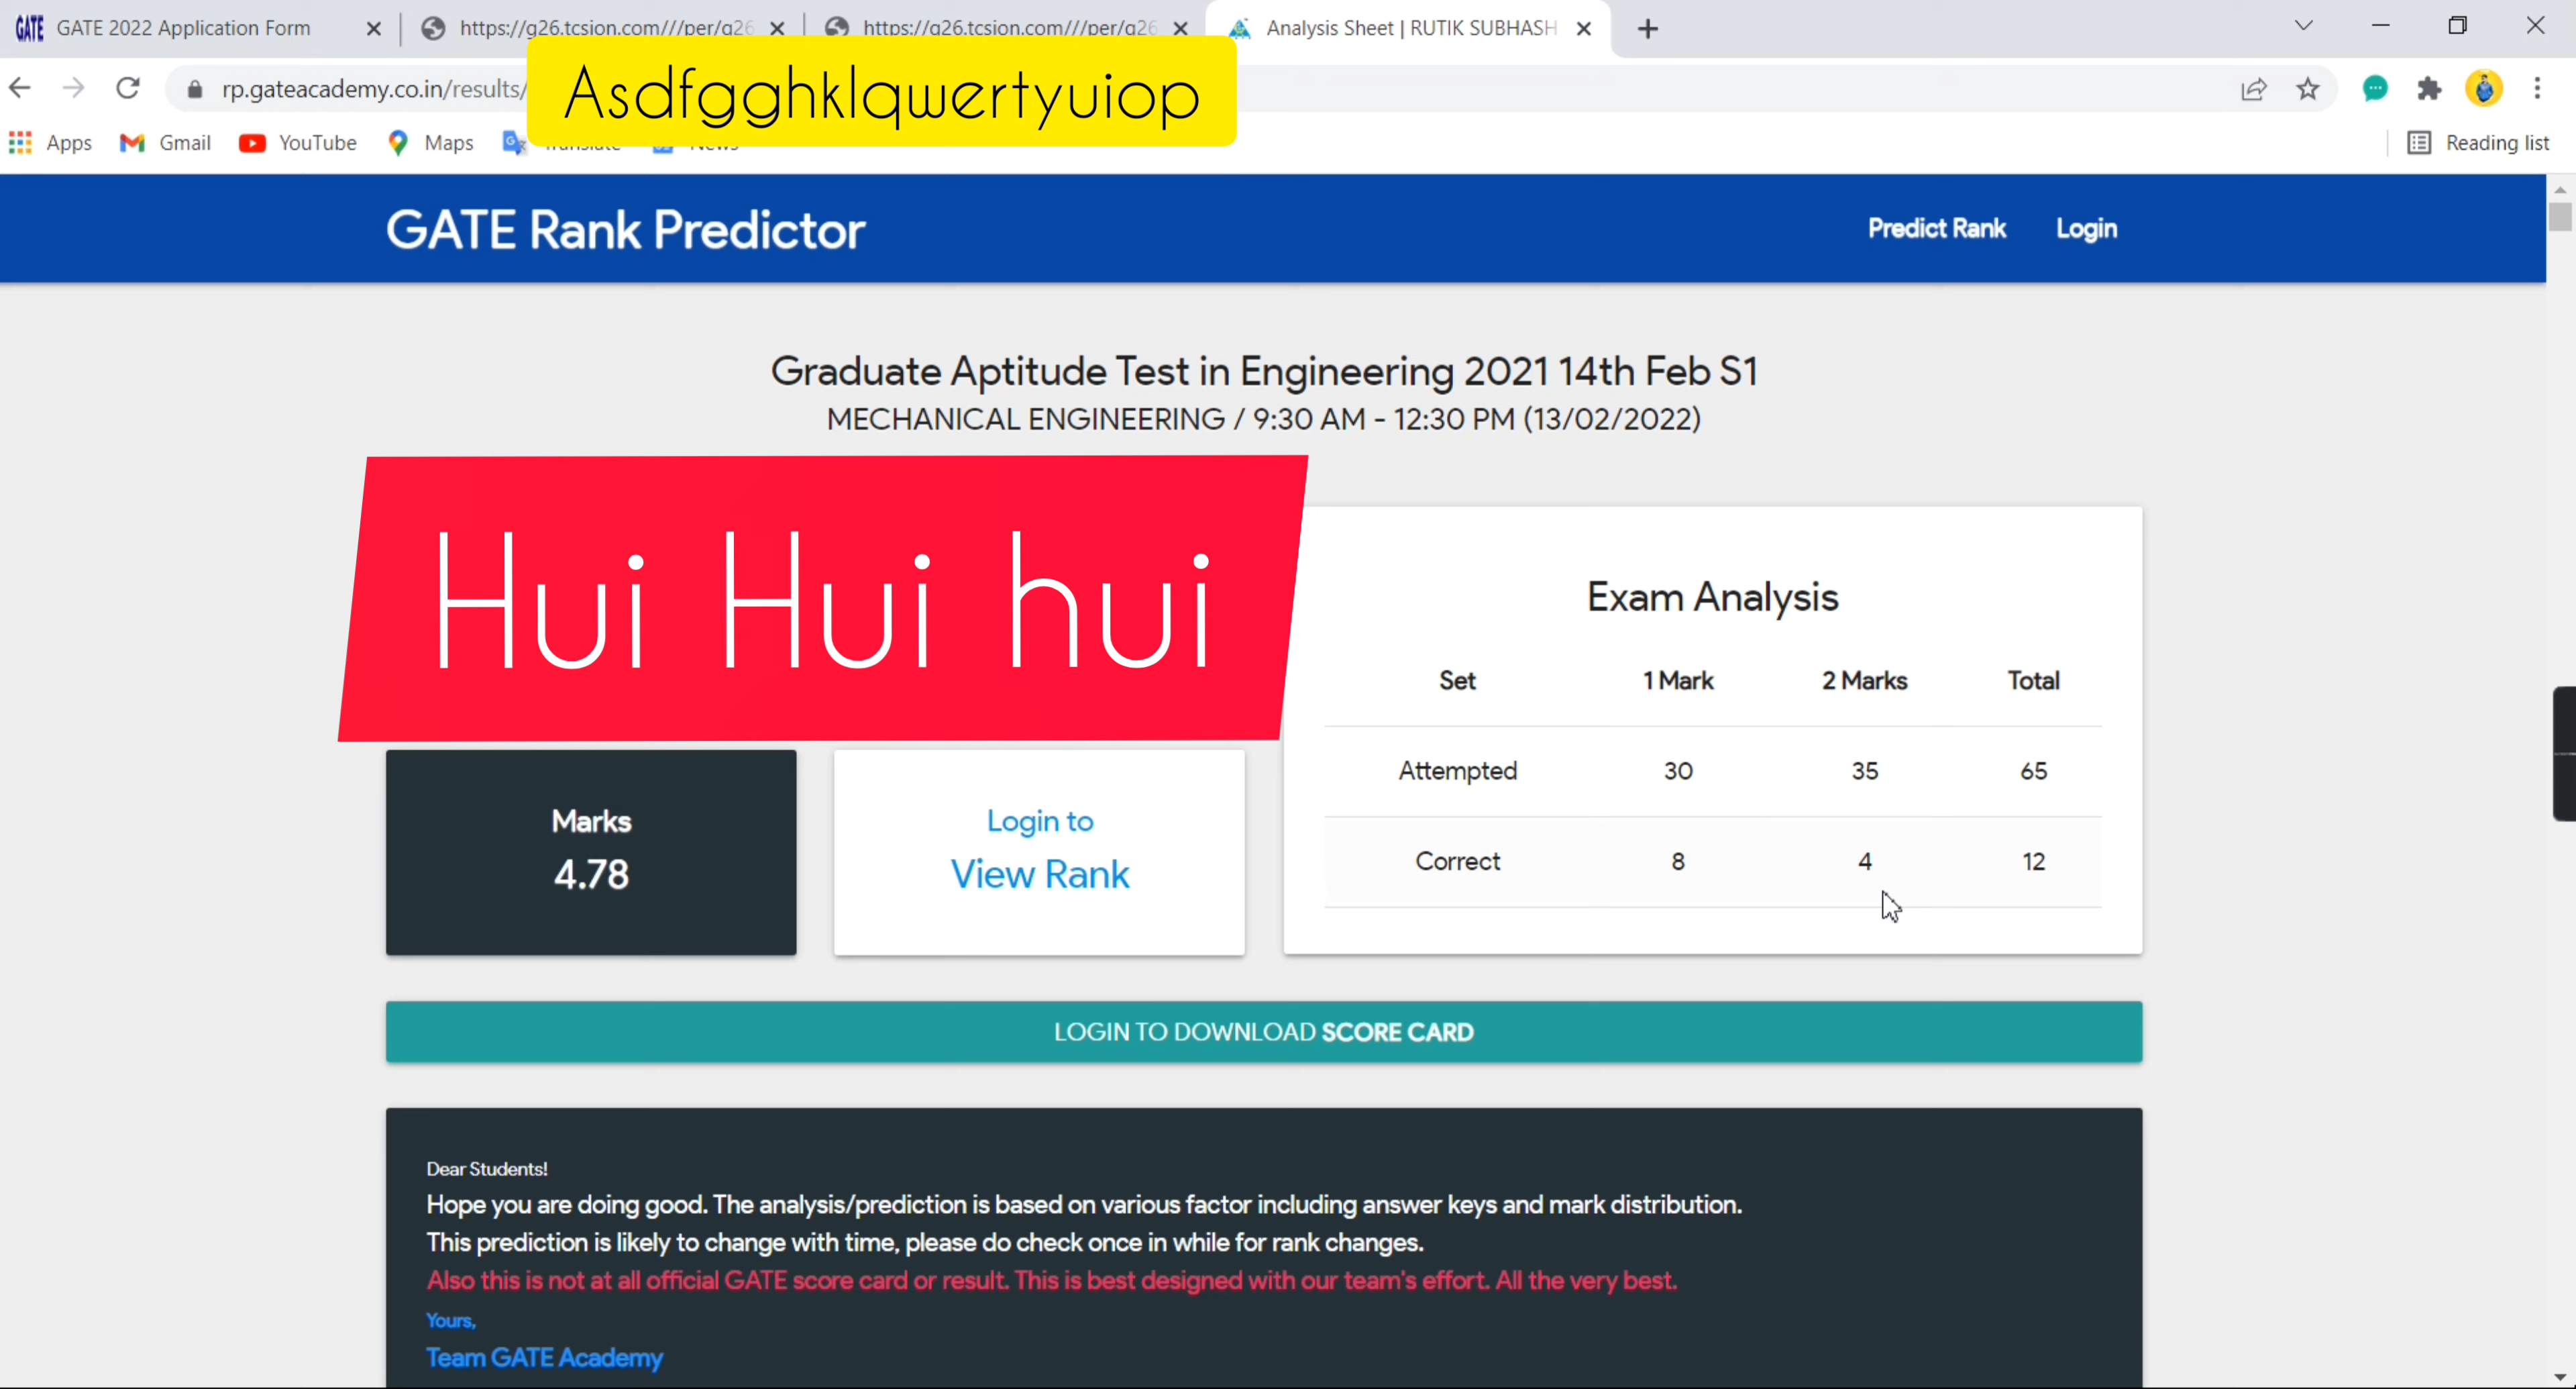 GATE GATE 2022 Application Form
https://g26.tcsion.com///per/g26
https://g26.tcsion.com///per/g26
Analysis Sheet | RUTIK SUBHASH
rp.gateacademy.co.in/results/
Asdfgghklqwertyuiop
Apps Gmail YouTube Maps Translate News Reading list
GATE Rank Predictor
Predict Rank Login
Graduate Aptitude Test in Engineering 2021 14th Feb S1
MECHANICAL ENGINEERING / 9:30 AM - 12:30 PM (13/02/2022)
Hui Hui hui
Marks
4.78
Login to
View Rank
Exam Analysis
Set 1 Mark 2 Marks Total
Attempted 30 35 65
Correct 8 4 12
LOGIN TO DOWNLOAD SCORE CARD
Dear Students!
Hope you are doing good. The analysis/prediction is based on various factor including answer keys and mark distribution.
This prediction is likely to change with time, please do check once in while for rank changes.
Also this is not at all official GATE score card or result. This is best designed with our team's effort. All the very best.
Yours,
Team GATE Academy